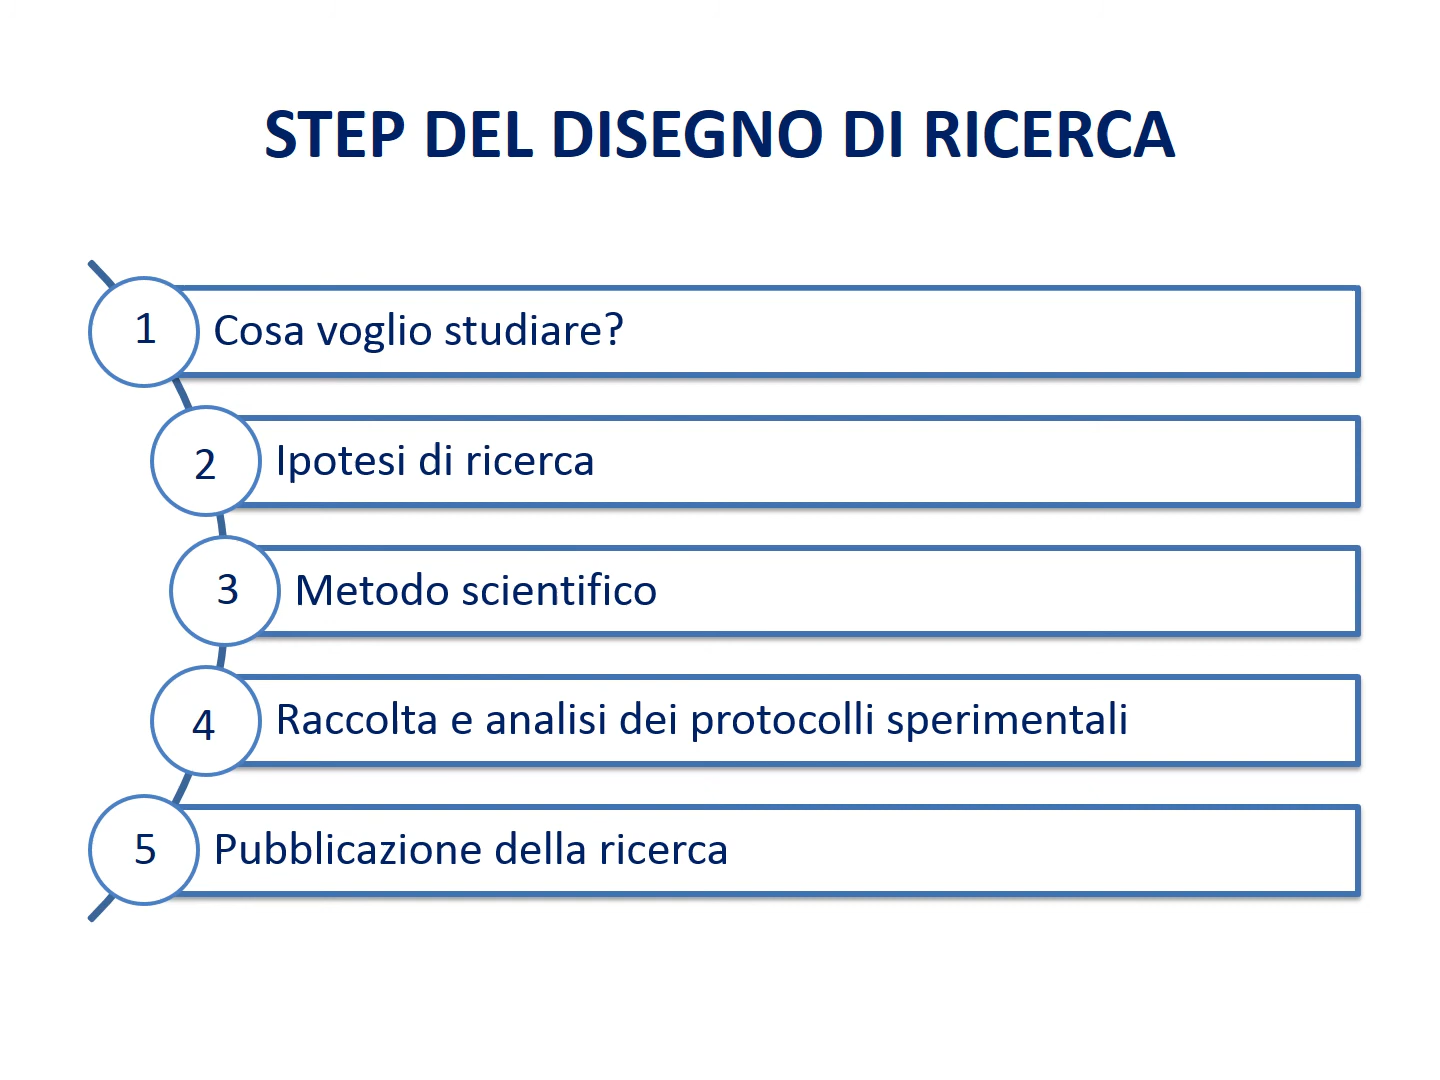 STEP DEL DISEGNO DI RICERCA
1 Cosa voglio studiare?
2 Ipotesi di ricerca
3 Metodo scientifico
4 Raccolta e analisi dei protocolli sperimentali
5 Pubblicazione della ricerca